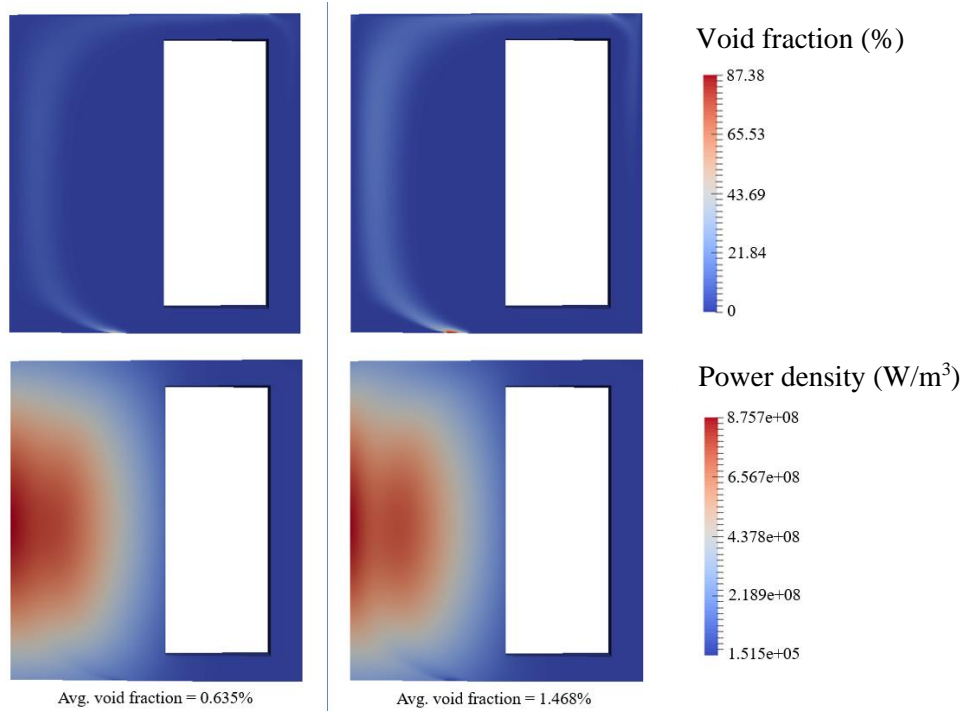 Void fraction (%)
87.38
65.53
43.69
21.84
0
Power density (W/m³)
8.757e+08
6.567e+08
4.378e+08
2.189e+08
1.515e+05
Avg. void fraction = 0.635%
Avg. void fraction = 1.468%